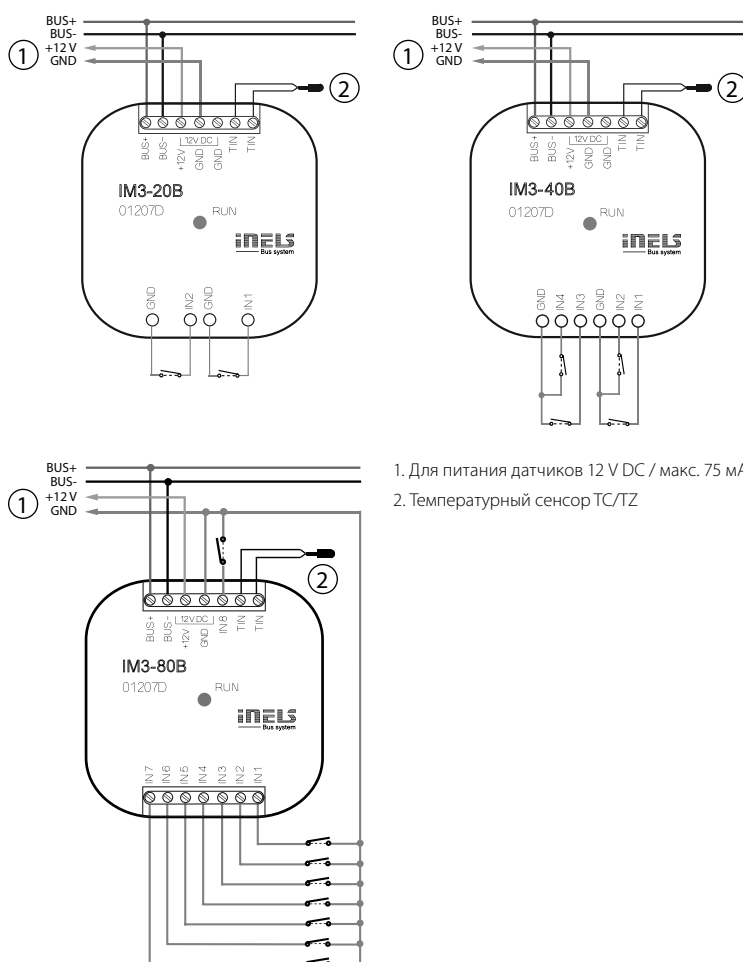 BUS+
BUS-
+12 V
GND
1
2
BUS+
BUS-
+12V
12V DC
GND
GND
TIN
TIN
IM3-20B
01207D
RUN
iNELS
Bus system
GND
IN2
GND
IN1
BUS+
BUS-
+12 V
GND
1
2
BUS+
BUS-
+12V
12V DC
GND
GND
TIN
TIN
IM3-40B
01207D
RUN
iNELS
Bus system
GND
IN4
IN3
GND
IN2
IN1
BUS+
BUS-
+12 V
GND
1
2
BUS+
BUS-
+12V
12V DC
GND
IN8
TIN
TIN
IM3-80B
01207D
RUN
iNELS
Bus system
IN7
IN6
IN5
IN4
IN3
IN2
IN1
1. Для питания датчиков 12 V DC / макс. 75 мА
2. Температурный сенсор TC/TZ